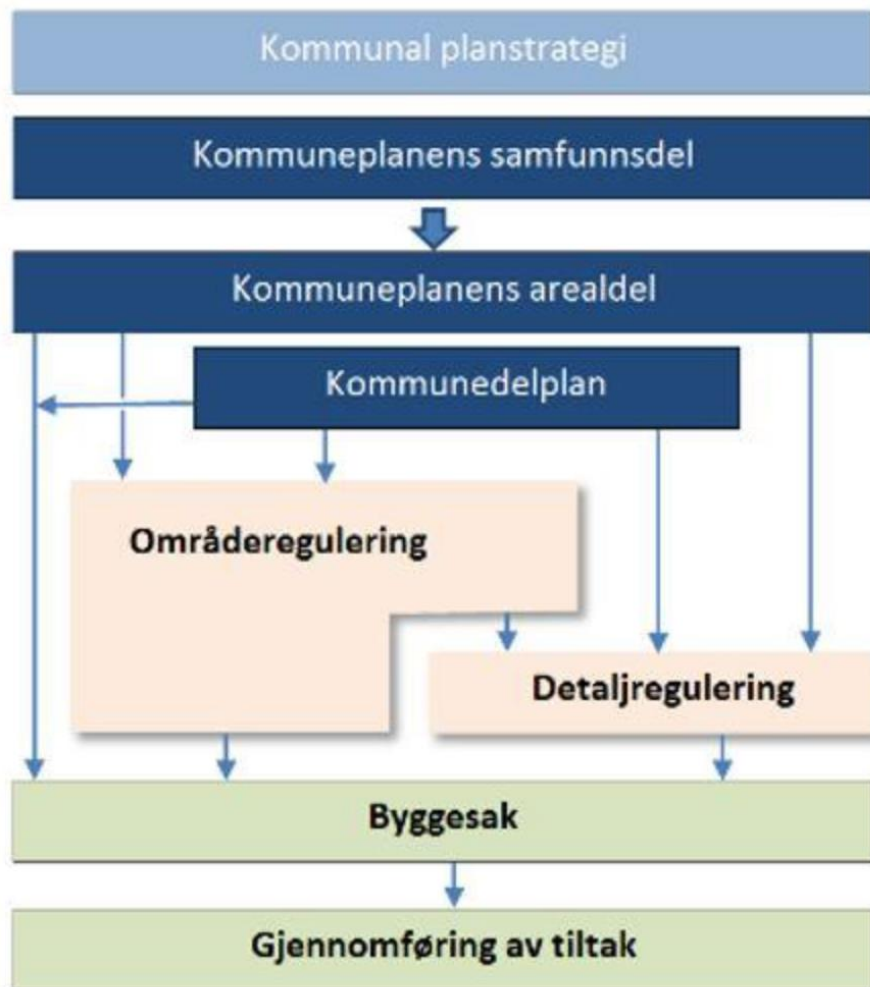 Kommunal planstrategi
Kommuneplanens samfunnsdel
Kommuneplanens arealdel
Kommunedelplan
Områderegulering
Detaljregulering
Byggesak
Gjennomføring av tiltak